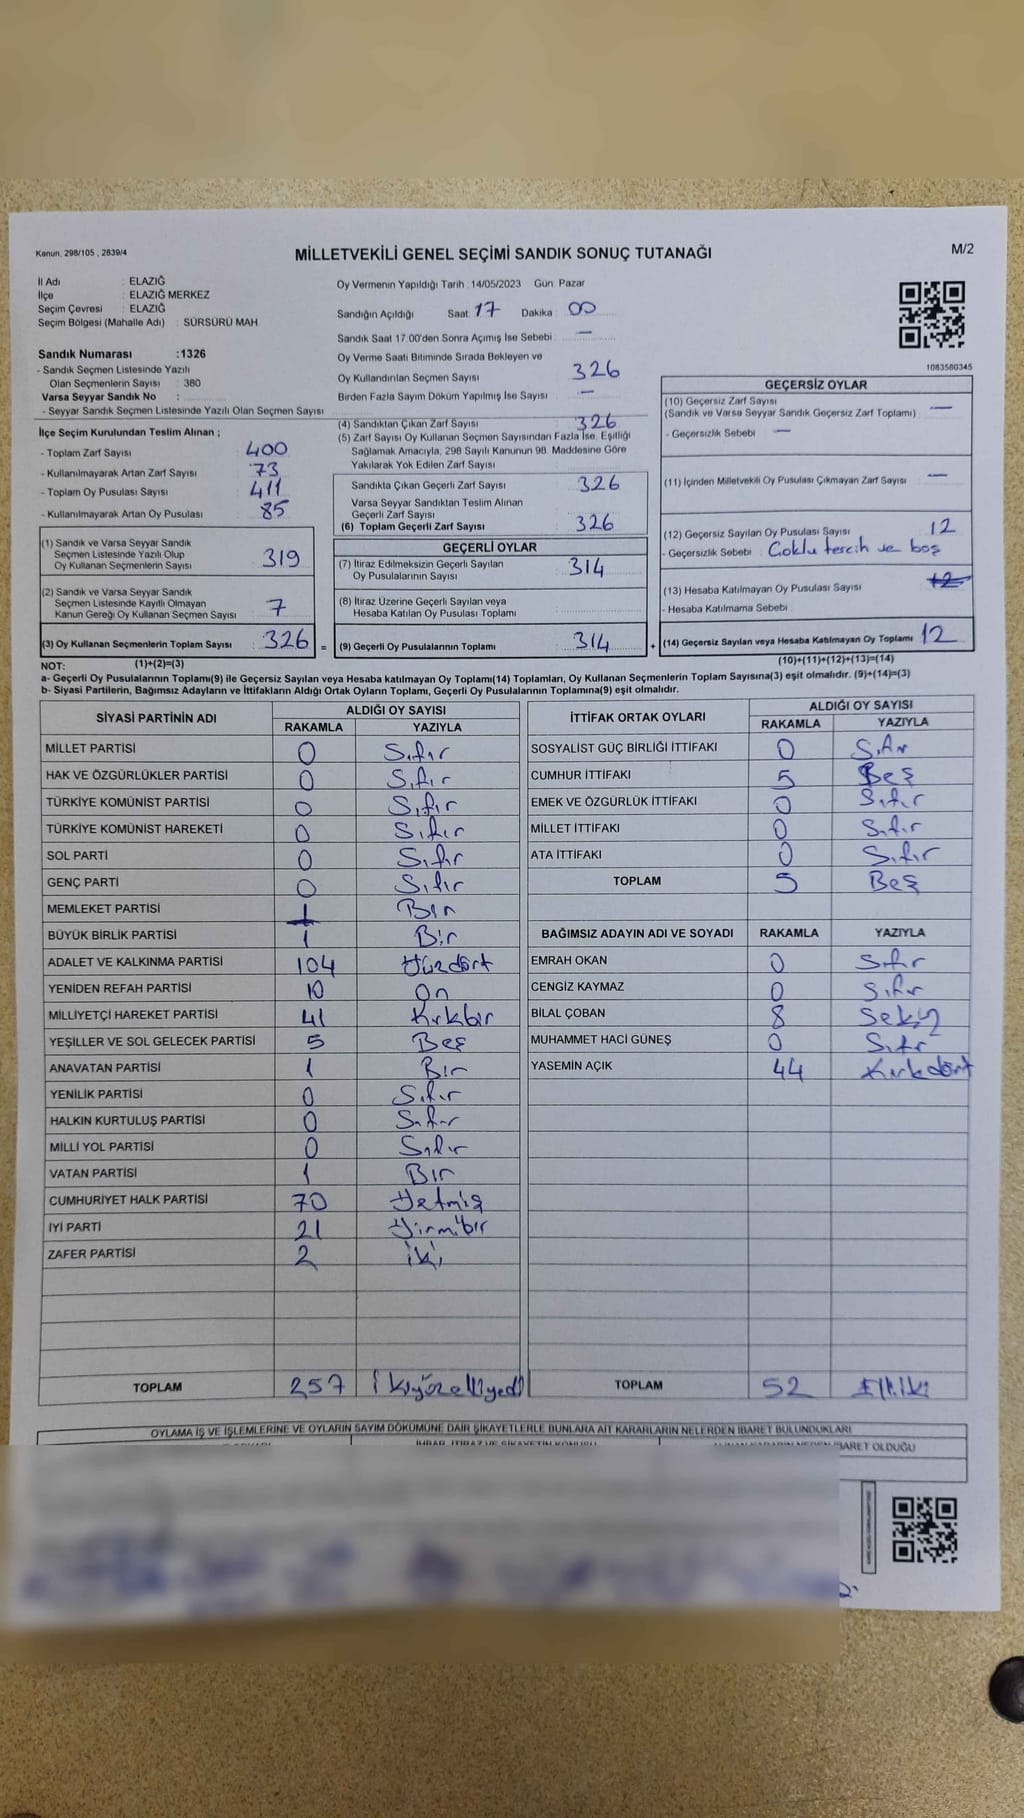 Kanun, 298/105 , 2839/4
MİLLETVEKİLİ GENEL SEÇİMİ SANDIK SONUÇ TUTANAĞI
M/2
İl Adı : ELAZIĞ
İlçe : ELAZIĞ MERKEZ
Seçim Çevresi : ELAZIĞ
Seçim Bölgesi (Mahalle Adı) : SÜRSÜRÜ MAH
Sandık Numarası :1326
- Sandık Seçmen Listesinde Yazılı
Olan Seçmenlerin Sayısı : 380
Varsa Seyyar Sandık No :
- Seyyar Sandık Seçmen Listesinde Yazılı Olan Seçmen Sayısı :
Oy Vermenin Yapıldığı Tarih : 14/05/2023 Gün: Pazar
Sandığın Açıldığı Saat 17 Dakika 00
Sandık Saat 17.00'den Sonra Açımış İse Sebebi : —
Oy Verme Saati Bitiminde Sırada Bekleyen ve
Oy Kullandırılan Seçmen Sayısı 326
Birden Fazla Sayım Döküm Yapılmış İse Sayısı : —
1083580345
İlçe Seçim Kurulundan Teslim Alınan ;
- Toplam Zarf Sayısı : 400
- Kullanılmayarak Artan Zarf Sayısı : 73
- Toplam Oy Pusulası Sayısı : 411
- Kullanılmayarak Artan Oy Pusulası : 85
(4) Sandıktan Çıkan Zarf Sayısı 326
(5) Zarf Sayısı Oy Kullanan Seçmen Sayısından Fazla İse, Eşitliği
Sağlamak Amacıyla, 298 Sayılı Kanunun 98. Maddesine Göre
Yakılarak Yok Edilen Zarf Sayısı
Sandıkta Çıkan Geçerli Zarf Sayısı 326
Varsa Seyyar Sandıktan Teslim Alınan
Geçerli Zarf Sayısı
(6) Toplam Geçerli Zarf Sayısı 326
GEÇERSİZ OYLAR
(10) Geçersiz Zarf Sayısı
(Sandık ve Varsa Seyyar Sandık Geçersiz Zarf Toplamı) : —
- Geçersizlik Sebebi : —
(11) İçinden Milletvekili Oy Pusulası Çıkmayan Zarf Sayısı : —
(12) Geçersiz Sayılan Oy Pusulası Sayısı 12
- Geçersizlik Sebebi : Çoklu tercih ve boş
(13) Hesaba Katılmayan Oy Pusulası Sayısı 12
- Hesaba Katılmama Sebebi :
(14) Geçersiz Sayılan veya Hesaba Katılmayan Oy Toplamı : 12
(1) Sandık ve Varsa Seyyar Sandık
Seçmen Listesinde Yazılı Olup
Oy Kullanan Seçmenlerin Sayısı : 319
(2) Sandık ve Varsa Seyyar Sandık
Seçmen Listesinde Kayıtlı Olmayan
Kanun Gereği Oy Kullanan Seçmen Sayısı : 7
(3) Oy Kullanan Seçmenlerin Toplam Sayısı : 326 =
GEÇERLİ OYLAR
(7) İtiraz Edilmeksizin Geçerli Sayılan
Oy Pusulalarının Sayısı : 314
(8) İtiraz Üzerine Geçerli Sayılan veya
Hesaba Katılan Oy Pusulası Toplamı
(9) Geçerli Oy Pusulalarının Toplamı : 314 +
NOT: (1)+(2)=(3)
(10)+(11)+(12)+(13)=(14)
a- Geçerli Oy Pusulalarının Toplamı(9) ile Geçersiz Sayılan veya Hesaba katılmayan Oy Toplamı(14) Toplamları, Oy Kullanan Seçmenlerin Toplam Sayısına(3) eşit olmalıdır. (9)+(14)=(3)
b- Siyasi Partilerin, Bağımsız Adayların ve İttifakların Aldığı Ortak Oyların Toplamı, Geçerli Oy Pusulalarının Toplamına(9) eşit olmalıdır.
SİYASİ PARTİNİN ADI ALDIĞI OY SAYISI
RAKAMLA YAZIYLA
MİLLET PARTİSİ 0 Sıfır
HAK VE ÖZGÜRLÜKLER PARTİSİ 0 Sıfır
TÜRKİYE KOMÜNİST PARTİSİ 0 Sıfır
TÜRKİYE KOMÜNİST HAREKETİ 0 Sıfır
SOL PARTİ 0 Sıfır
GENÇ PARTİ 0 Sıfır
MEMLEKET PARTİSİ 1 Bir
BÜYÜK BİRLİK PARTİSİ 1 Bir
ADALET VE KALKINMA PARTİSİ 104 Yüzdört
YENİDEN REFAH PARTİSİ 10 On
MİLLİYETÇİ HAREKET PARTİSİ 41 Kırkbir
YEŞİLLER VE SOL GELECEK PARTİSİ 5 Beş
ANAVATAN PARTİSİ 1 Bir
YENİLİK PARTİSİ 0 Sıfır
HALKIN KURTULUŞ PARTİSİ 0 Sıfır
MİLLİ YOL PARTİSİ 0 Sıfır
VATAN PARTİSİ 1 Bir
CUMHURİYET HALK PARTİSİ 70 Yetmiş
İYİ PARTİ 21 Yirmibir
ZAFER PARTİSİ 2 iki
TOPLAM 257 ikiyüzelliyedi
İTTİFAK ORTAK OYLARI ALDIĞI OY SAYISI
RAKAMLA YAZIYLA
SOSYALİST GÜÇ BİRLİĞİ İTTİFAKI 0 Sıfır
CUMHUR İTTİFAKI 5 Beş
EMEK VE ÖZGÜRLÜK İTTİFAKI 0 Sıfır
MİLLET İTTİFAKI 0 Sıfır
ATA İTTİFAKI 0 Sıfır
TOPLAM 5 Beş
BAĞIMSIZ ADAYIN ADI VE SOYADI RAKAMLA YAZIYLA
EMRAH OKAN 0 Sıfır
CENGİZ KAYMAZ 0 Sıfır
BİLAL ÇOBAN 8 Sekiz
MUHAMMET HACİ GÜNEŞ 0 Sıfır
YASEMİN AÇIK 44 Kırkdört
TOPLAM 52 Elliiki
OYLAMA İŞ VE İŞLEMLERİNE VE OYLARIN SAYIM DÖKÜMÜNE DAİR ŞİKAYETLERLE BUNLARA AİT KARARLARIN NELERDEN İBARET BULUNDUKLARI
İHBAR, İTİRAZ VE ŞİKAYETİN KONUSU
İBARET OLDUĞU